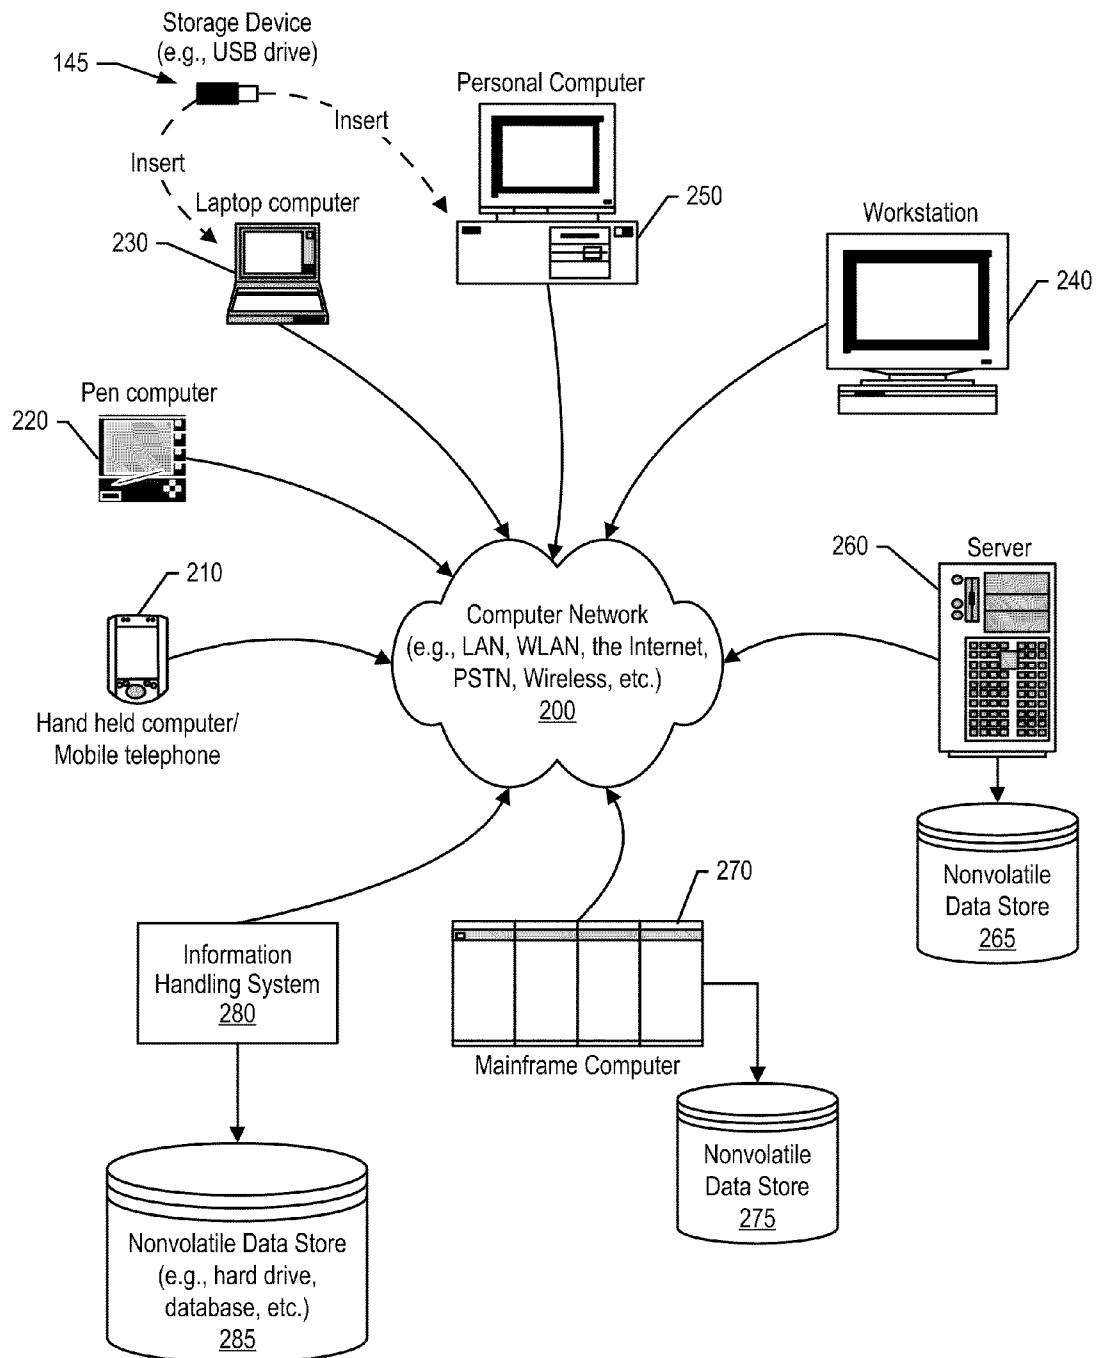 Storage Device
(e.g., USB drive)
145
Personal Computer
Insert
Insert
250
Laptop computer
230
Workstation
240
Pen computer
220
260
Server
210
Computer Network
(e.g., LAN, WLAN, the Internet,
PSTN, Wireless, etc.)
200
Hand held computer/
Mobile telephone
Nonvolatile
Data Store
265
270
Information
Handling System
280
Mainframe Computer
Nonvolatile
Data Store
275
Nonvolatile Data Store
(e.g., hard drive,
database, etc.)
285